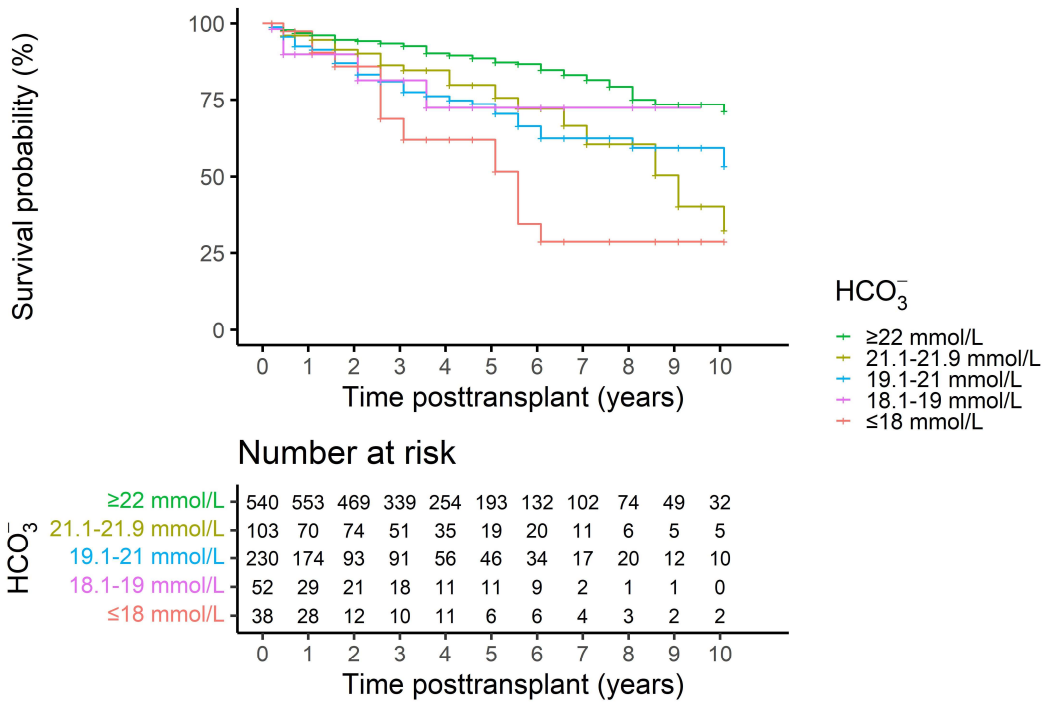 Survival probability (%)
100
75
50
25
0
0 1 2 3 4 5 6 7 8 9 10
Time posttransplant (years)
HCO₃⁻
≥22 mmol/L
21.1-21.9 mmol/L
19.1-21 mmol/L
18.1-19 mmol/L
≤18 mmol/L
Number at risk
HCO₃⁻
≥22 mmol/L 540 553 469 339 254 193 132 102 74 49 32
21.1-21.9 mmol/L 103 70 74 51 35 19 20 11 6 5 5
19.1-21 mmol/L 230 174 93 91 56 46 34 17 20 12 10
18.1-19 mmol/L 52 29 21 18 11 11 9 2 1 1 0
≤18 mmol/L 38 28 12 10 11 6 6 4 3 2 2
0 1 2 3 4 5 6 7 8 9 10
Time posttransplant (years)